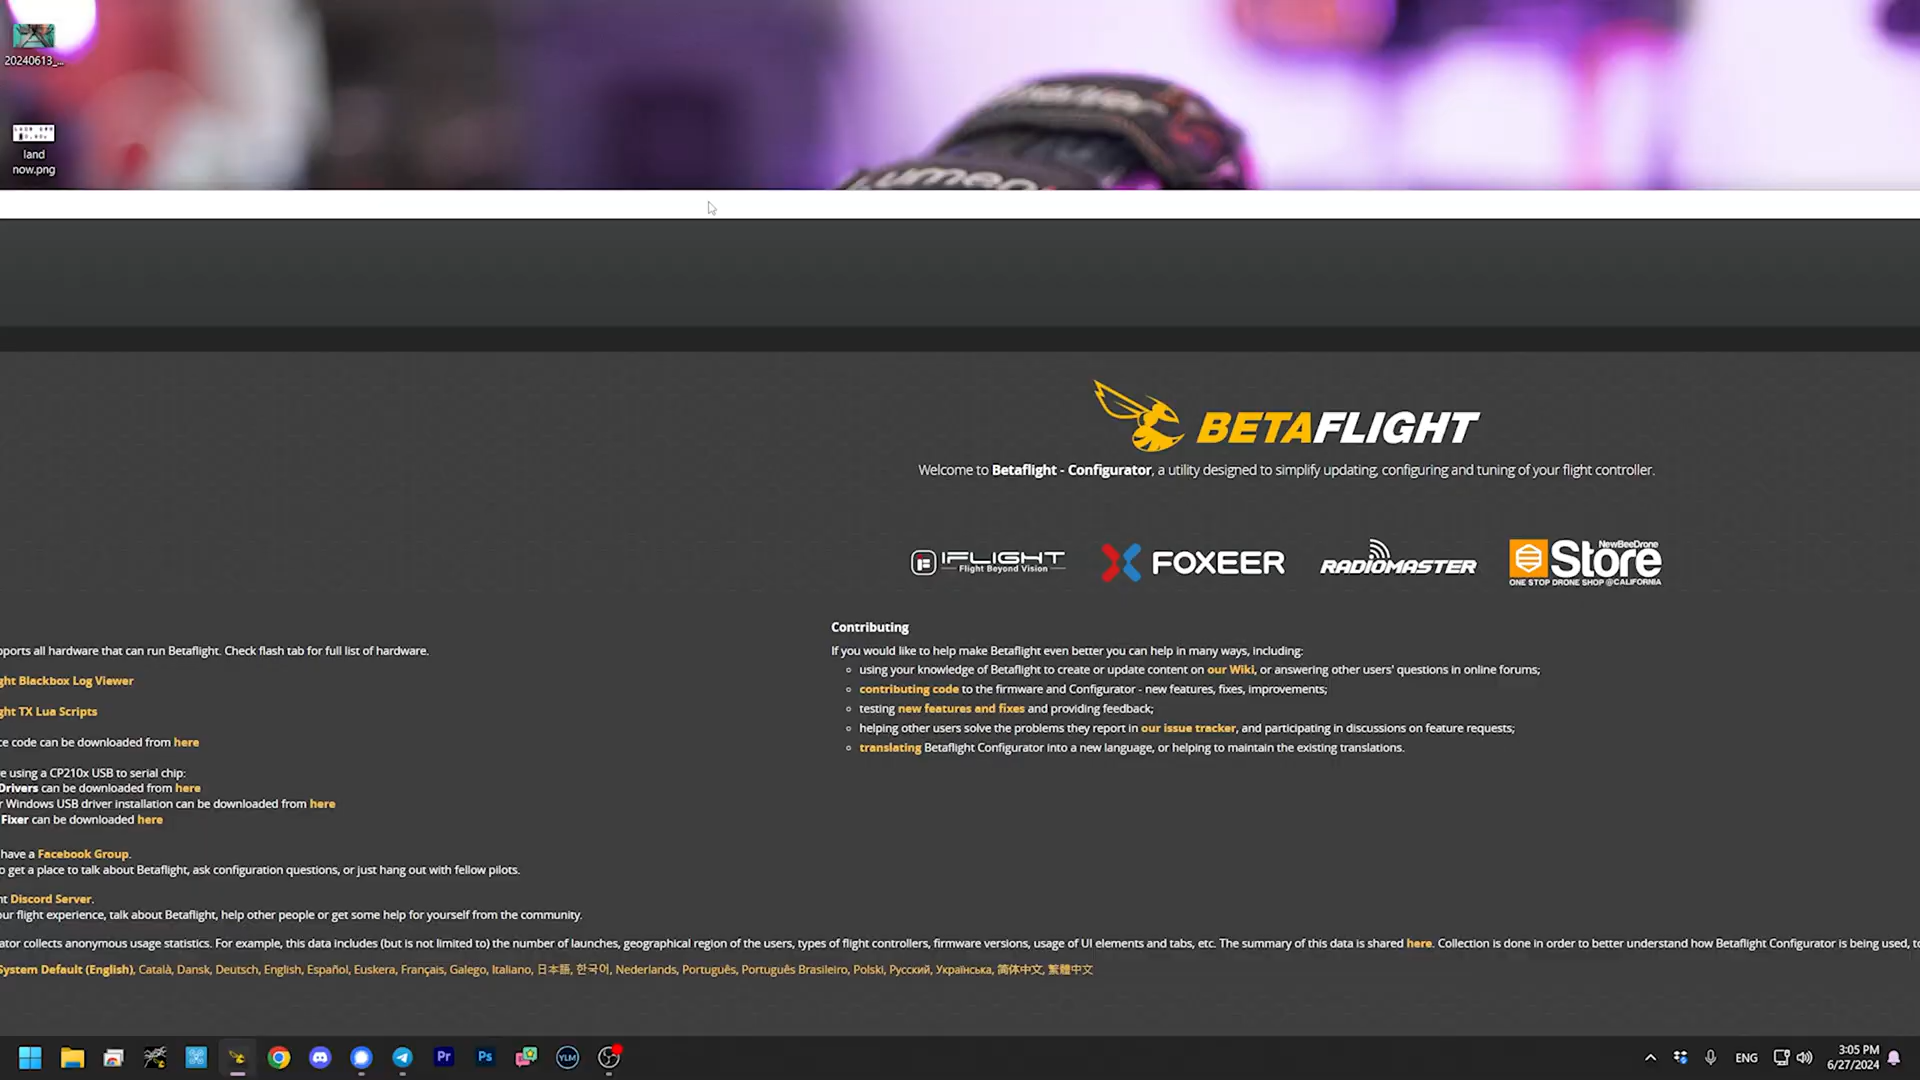 20240613_...
land
now.png
BETAFLIGHT
Welcome to Betaflight - Configurator, a utility designed to simplify updating, configuring and tuning of your flight controller.
IFLIGHT
Flight Beyond Vision
FOXEER
RADIOMASTER
NewBeeDrone
Store
ONE STOP DRONE SHOP @CALIFORNIA
Contributing
If you would like to help make Betaflight even better you can help in many ways, including:
using your knowledge of Betaflight to create or update content on our Wiki, or answering other users' questions in online forums;
contributing code to the firmware and Configurator - new features, fixes, improvements;
testing new features and fixes and providing feedback;
helping other users solve the problems they report in our issue tracker, and participating in discussions on feature requests;
translating Betaflight Configurator into a new language, or helping to maintain the existing translations.
pports all hardware that can run Betaflight. Check flash tab for full list of hardware.
ght Blackbox Log Viewer
ght TX Lua Scripts
ce code can be downloaded from here
re using a CP210x USB to serial chip:
Drivers can be downloaded from here
r Windows USB driver installation can be downloaded from here
Fixer can be downloaded here
have a Facebook Group.
o get a place to talk about Betaflight, ask configuration questions, or just hang out with fellow pilots.
nt Discord Server.
our flight experience, talk about Betaflight, help other people or get some help for yourself from the community.
ator collects anonymous usage statistics. For example, this data includes (but is not limited to) the number of launches, geographical region of the users, types of flight controllers, firmware versions, usage of UI elements and tabs, etc. The summary of this data is shared here. Collection is done in order to better understand how Betaflight Configurator is being used, to
System Default (English), Català, Dansk, Deutsch, English, Español, Euskera, Français, Galego, Italiano, 日本語, 한국어, Nederlands, Português, Português Brasileiro, Polski, Русский, Українська, 简体中文, 繁體中文
Pr
Ps
YLM
ENG
3:05 PM
6/27/2024